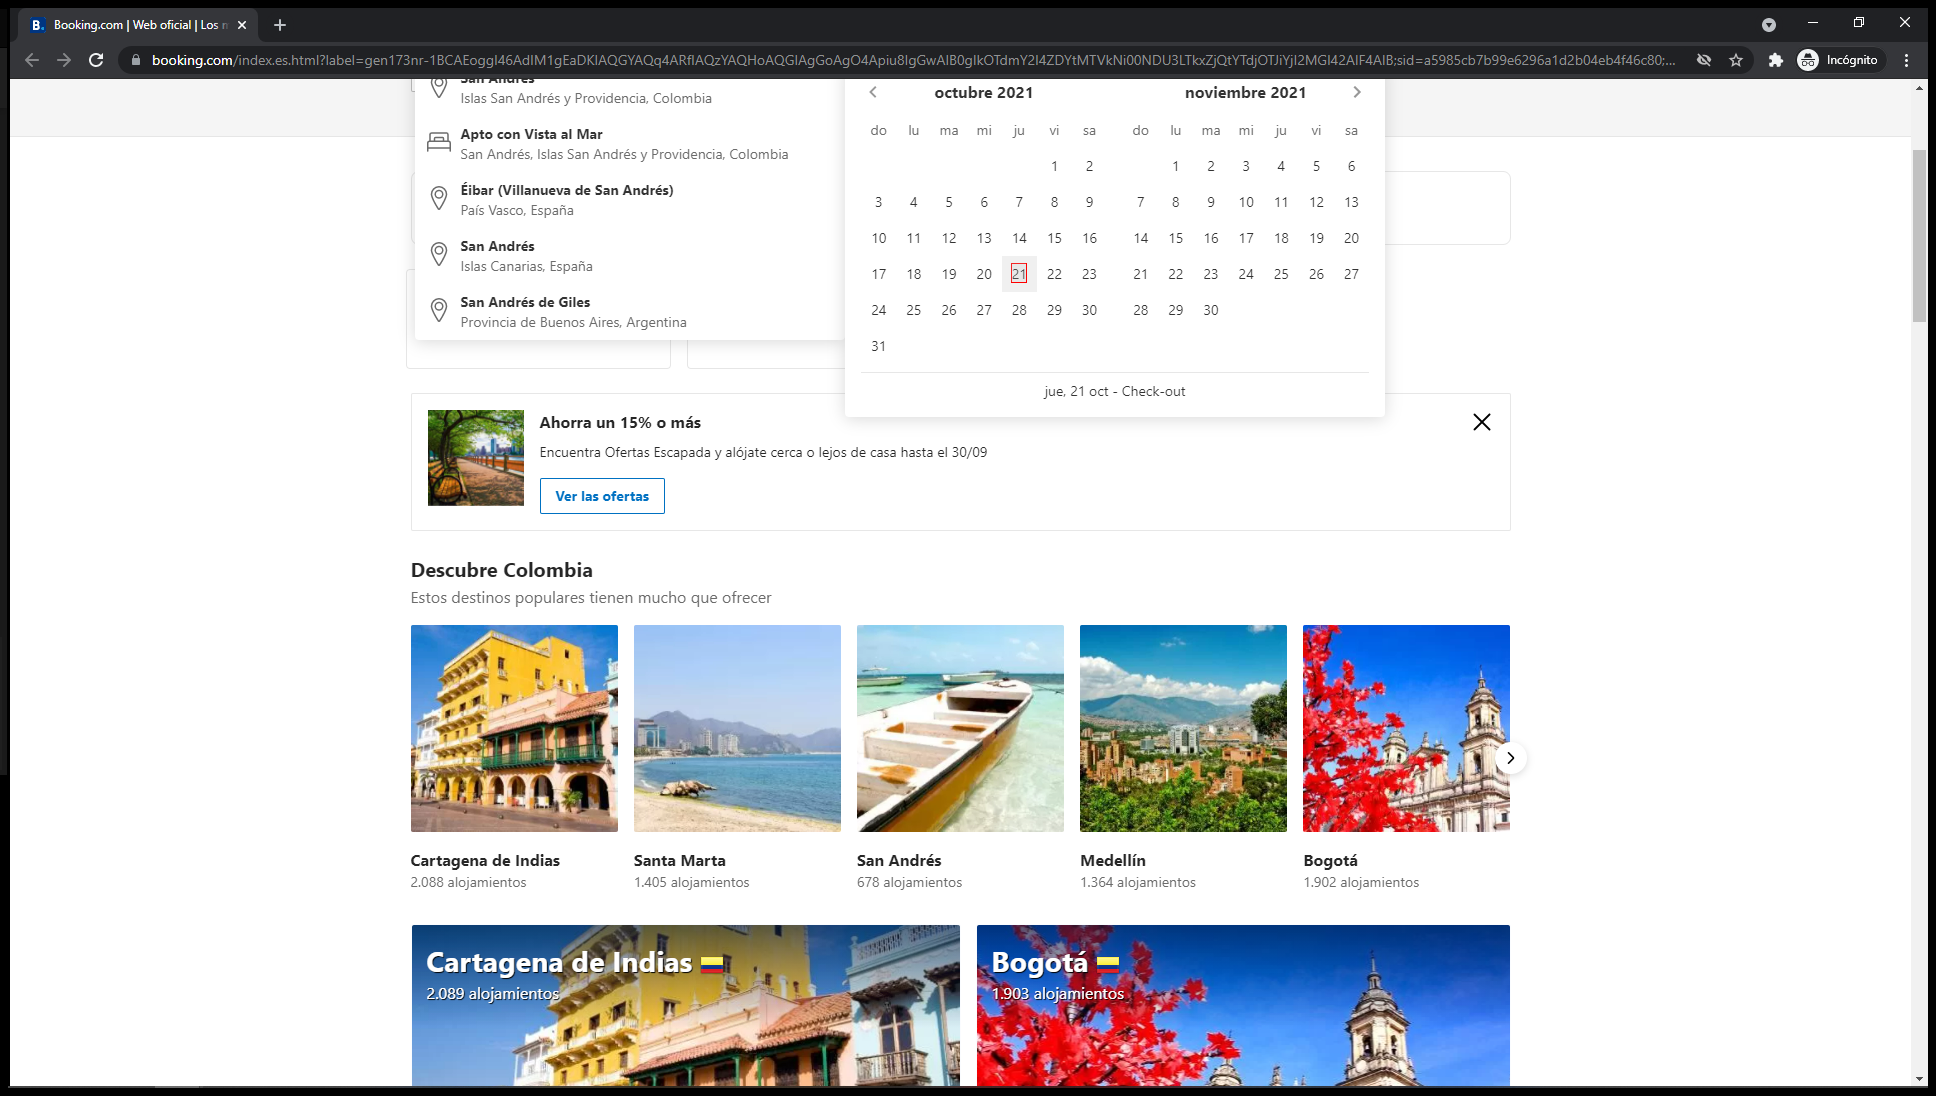 Booking.com | Web oficial | Los
booking.com/index.es.html?label=gen173nr-1BCAEoggI46AdIM1gEaDKIAQGYAQq4ARfIAQzYAQHoAQGIAgGoAgO4Apiu8IgGwAIB0gIkOTdmY2I4ZDYtMTVkNi00NDU3LTkxZjQtYTdjOTJiYjI2MGI42AIF4AIB;sid=a5985cb7b99e6296a1d2b04eb4f46c80;...
Incógnito
San Andrés
Islas San Andrés y Providencia, Colombia
Apto con Vista al Mar
San Andrés, Islas San Andrés y Providencia, Colombia
Éibar (Villanueva de San Andrés)
País Vasco, España
San Andrés
Islas Canarias, España
San Andrés de Giles
Provincia de Buenos Aires, Argentina
octubre 2021
do lu ma mi ju vi sa
1 2
3 4 5 6 7 8 9
10 11 12 13 14 15 16
17 18 19 20 21 22 23
24 25 26 27 28 29 30
31
noviembre 2021
do lu ma mi ju vi sa
1 2 3 4 5 6
7 8 9 10 11 12 13
14 15 16 17 18 19 20
21 22 23 24 25 26 27
28 29 30
jue, 21 oct - Check-out
Ahorra un 15% o más
Encuentra Ofertas Escapada y alójate cerca o lejos de casa hasta el 30/09
Ver las ofertas
Descubre Colombia
Estos destinos populares tienen mucho que ofrecer
Cartagena de Indias
2.088 alojamientos
Santa Marta
1.405 alojamientos
San Andrés
678 alojamientos
Medellín
1.364 alojamientos
Bogotá
1.902 alojamientos
Cartagena de Indias
2.089 alojamientos
Bogotá
1.903 alojamientos